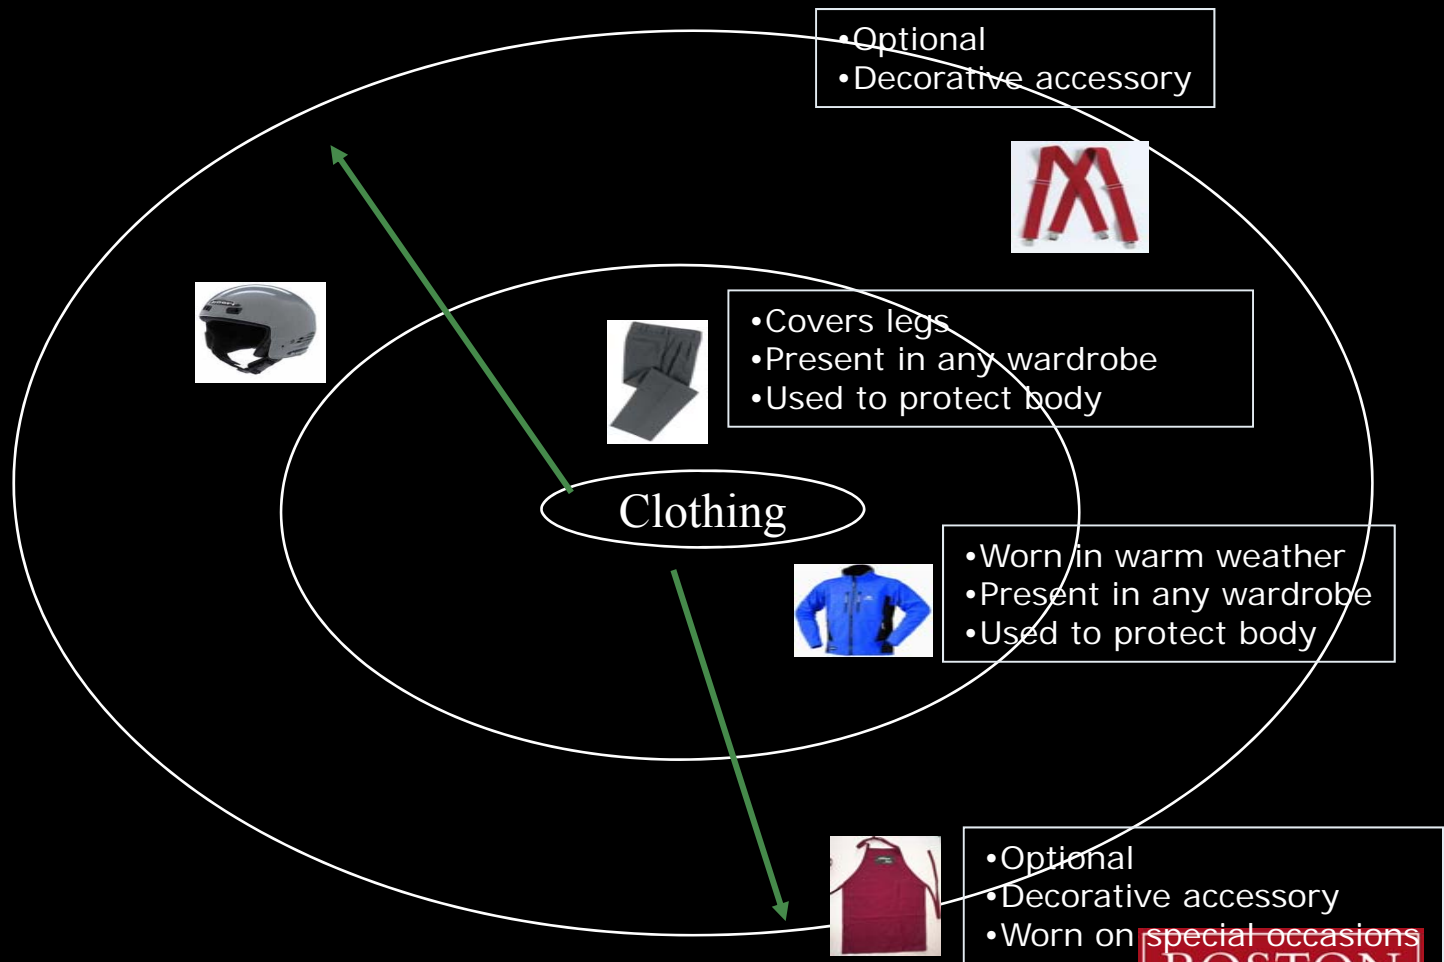 •Optional
•Decorative accessory
•Covers legs
•Present in any wardrobe
•Used to protect body
Clothing
•Worn in warm weather
•Present in any wardrobe
•Used to protect body
•Optional
•Decorative accessory
•Worn on special occasions
BOSTON